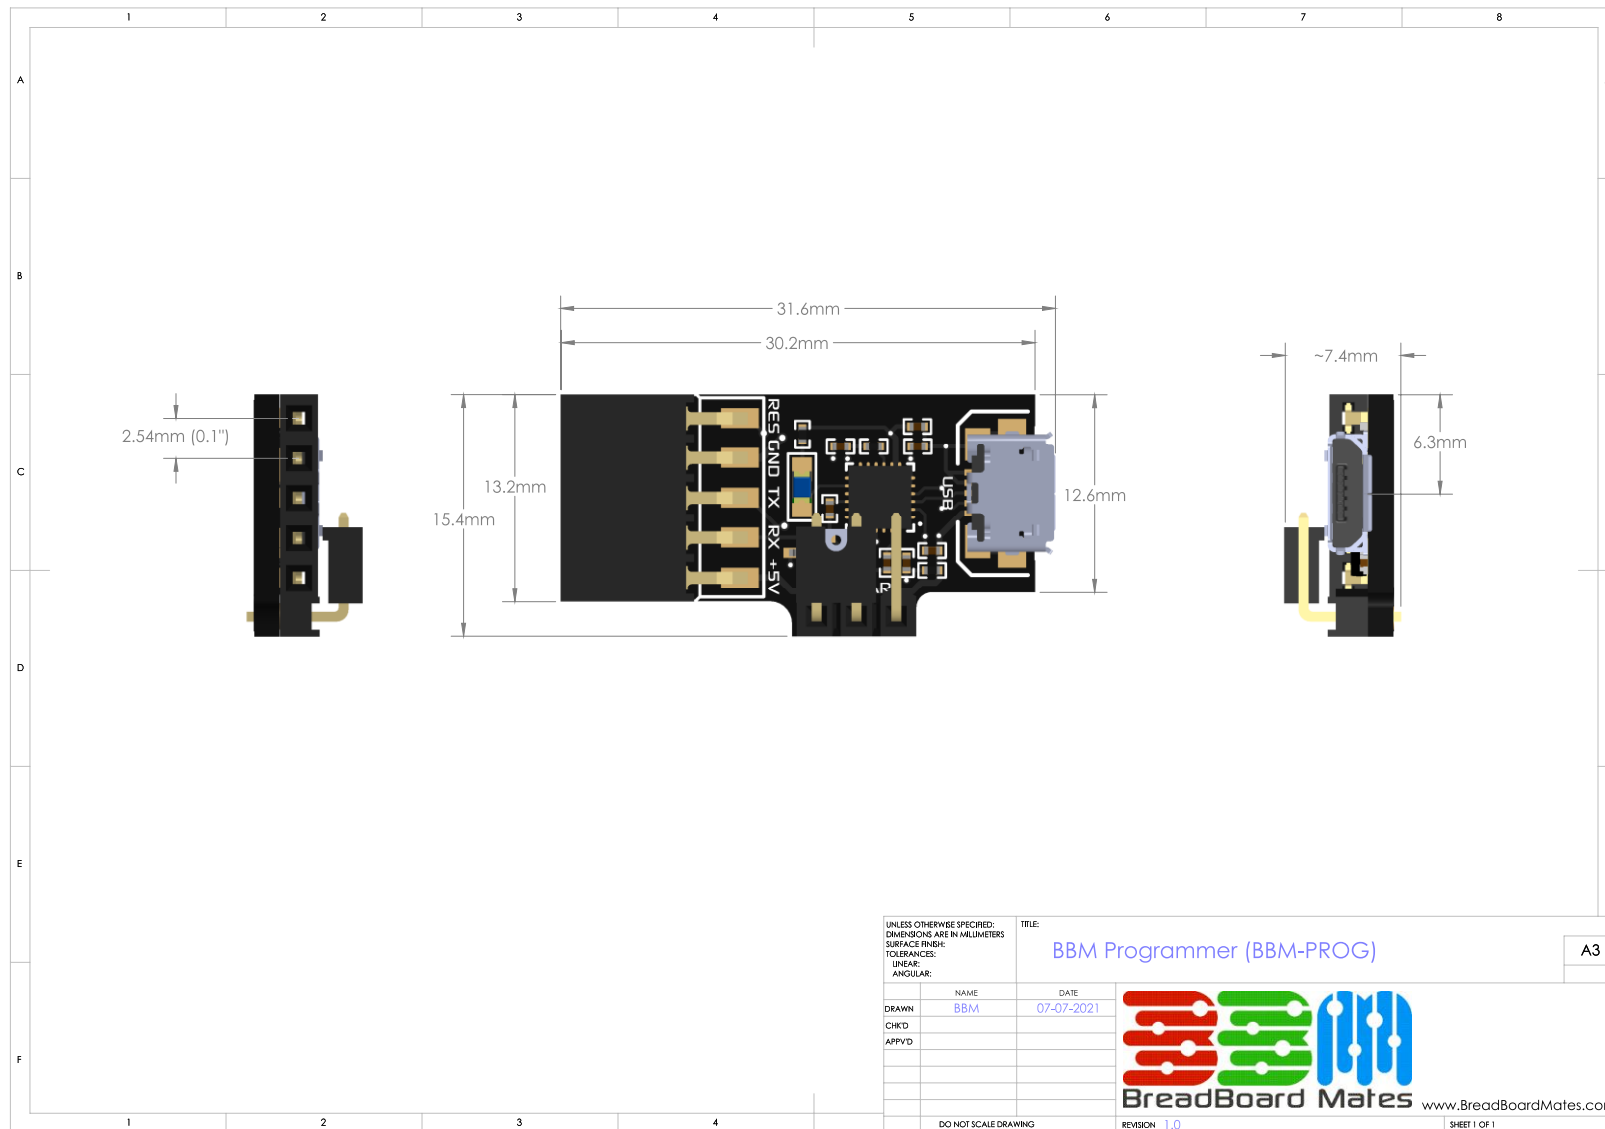 1 2 3 4 5 6 7 8
A
B
C
D
E
F
31.6mm
30.2mm
~7.4mm
2.54mm (0.1")
6.3mm
13.2mm
15.4mm
12.6mm
RES
GND
TX
RX
+5V
USB
UNLESS OTHERWISE SPECIFIED:
DIMENSIONS ARE IN MILLIMETERS
SURFACE FINISH:
TOLERANCES:
LINEAR:
ANGULAR:
TITLE:
BBM Programmer (BBM-PROG)
A3
NAME DATE
DRAWN BBM 07-07-2021
CHK'D
APPV'D
BBM
BreadBoard Mates
www.BreadBoardMates.co
DO NOT SCALE DRAWING
REVISION 1.0
SHEET 1 OF 1
1 2 3 4